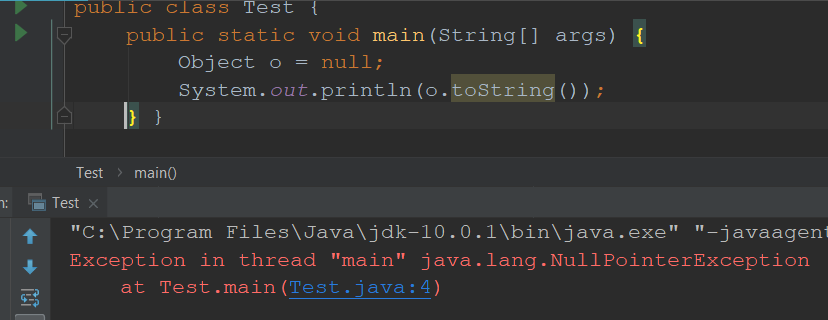 public class Test {
public static void main(String[] args) {
Object o = null;
System.out.println(o.toString());
} }
Test > main()
n: Test ×
"C:\Program Files\Java\jdk-10.0.1\bin\java.exe" "-javaagent
Exception in thread "main" java.lang.NullPointerException
at Test.main(Test.java:4)